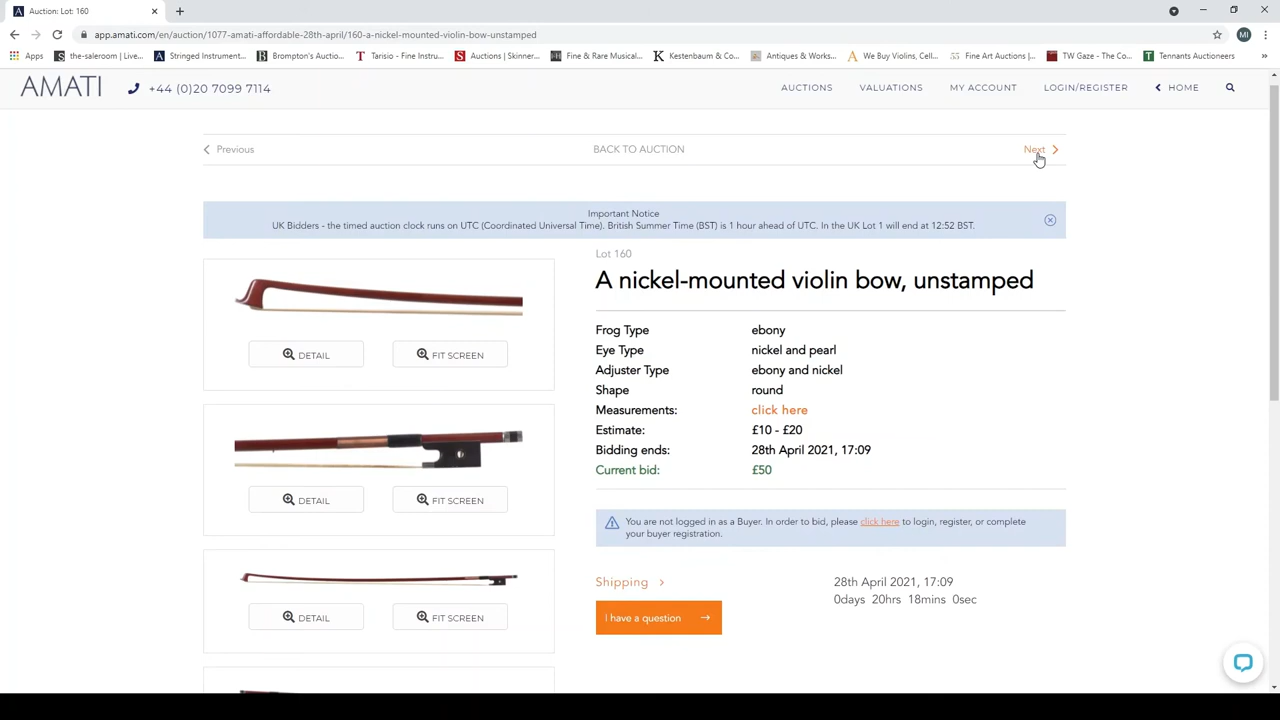 Auction: Lot: 160
app.amati.com/en/auction/1077-amati-affordable-28th-april/160-a-nickel-mounted-violin-bow-unstamped
MI
Apps
the-saleroom | Live...
Stringed Instrument...
Brompton's Auctio...
Tarisio - Fine Instru...
Auctions | Skinner...
Fine & Rare Musical...
Kestenbaum & Co...
Antiques & Works...
We Buy Violins, Cell...
Fine Art Auctions |...
TW Gaze - The Co...
Tennants Auctioneers
»
AMATI
+44 (0)20 7099 7114
AUCTIONS
VALUATIONS
MY ACCOUNT
LOGIN/REGISTER
HOME
Previous
BACK TO AUCTION
Next
Important Notice
UK Bidders - the timed auction clock runs on UTC (Coordinated Universal Time). British Summer Time (BST) is 1 hour ahead of UTC. In the UK Lot 1 will end at 12:52 BST.
Lot 160
A nickel-mounted violin bow, unstamped
Frog Type ebony
Eye Type nickel and pearl
Adjuster Type ebony and nickel
Shape round
Measurements: click here
Estimate: £10 - £20
Bidding ends: 28th April 2021, 17:09
Current bid: £50
You are not logged in as a Buyer. In order to bid, please click here to login, register, or complete
your buyer registration.
Shipping
28th April 2021, 17:09
0days 20hrs 18mins 0sec
I have a question
DETAIL
FIT SCREEN
DETAIL
FIT SCREEN
DETAIL
FIT SCREEN